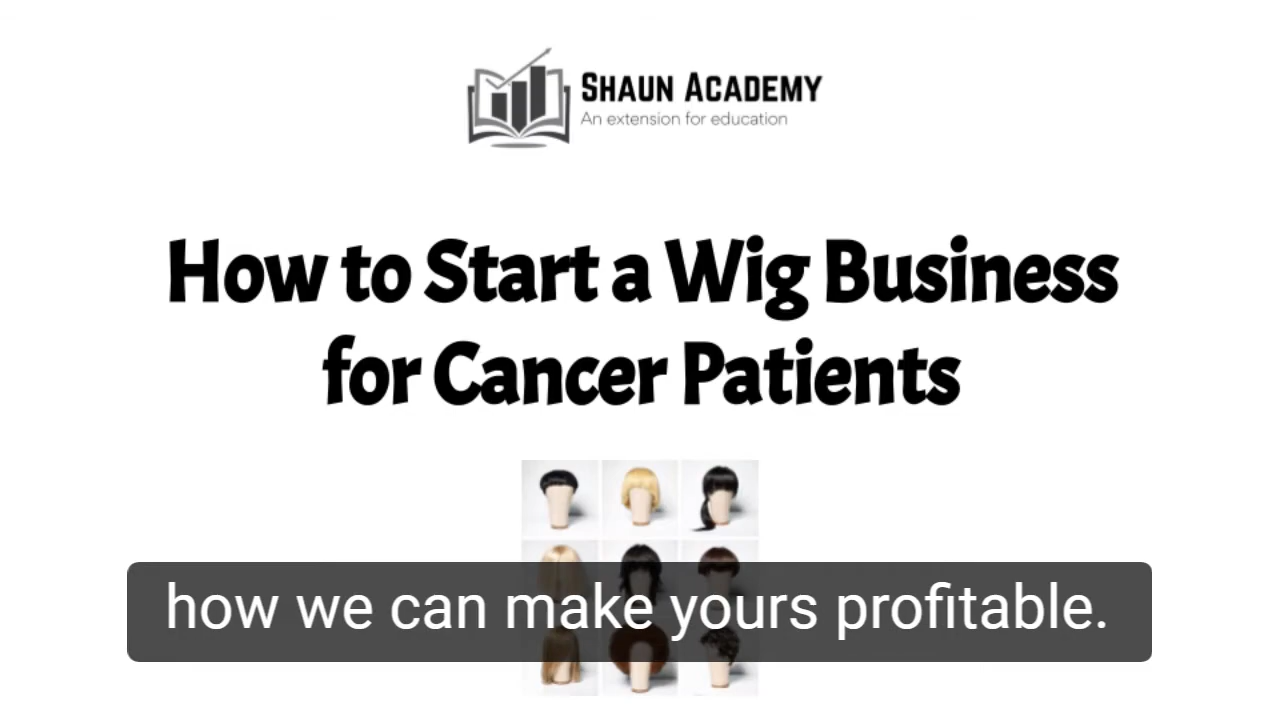 SHAUN ACADEMY
An extension for education
How to Start a Wig Business
for Cancer Patients
how we can make yours profitable.